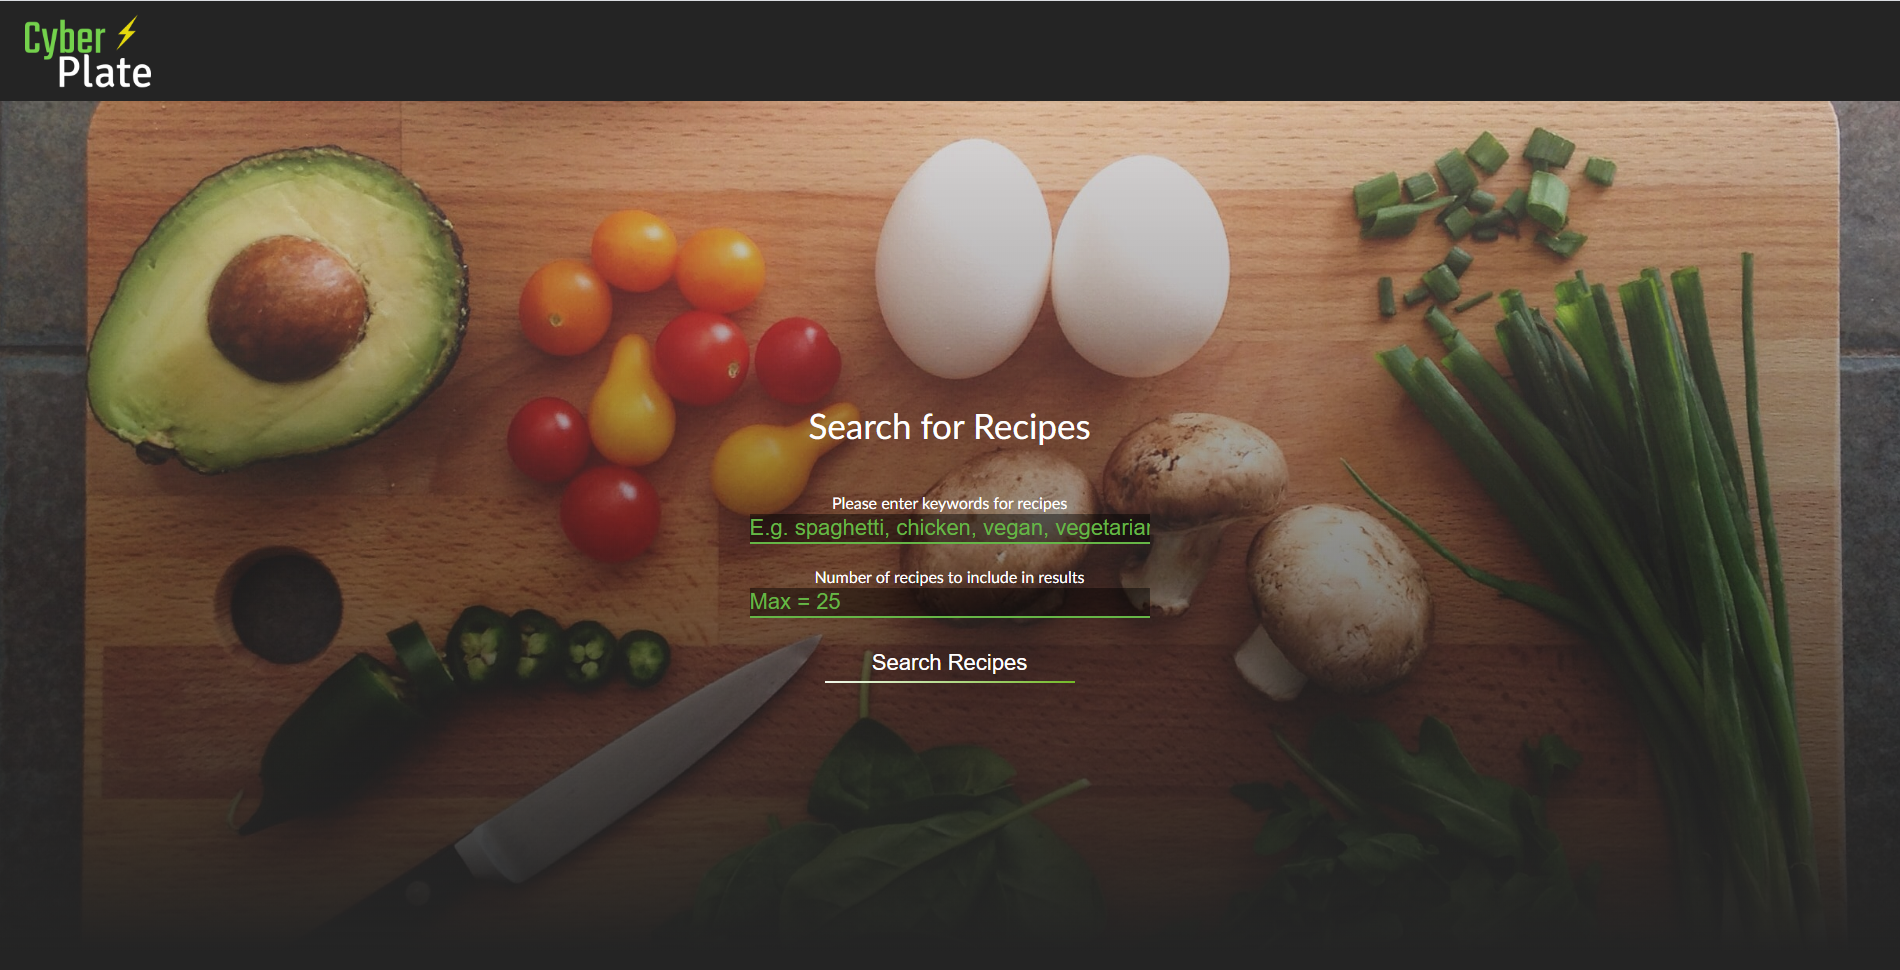 Cyber
Plate
Search for Recipes
Please enter keywords for recipes
E.g. spaghetti, chicken, vegan, vegetarian
Number of recipes to include in results
Max = 25
Search Recipes